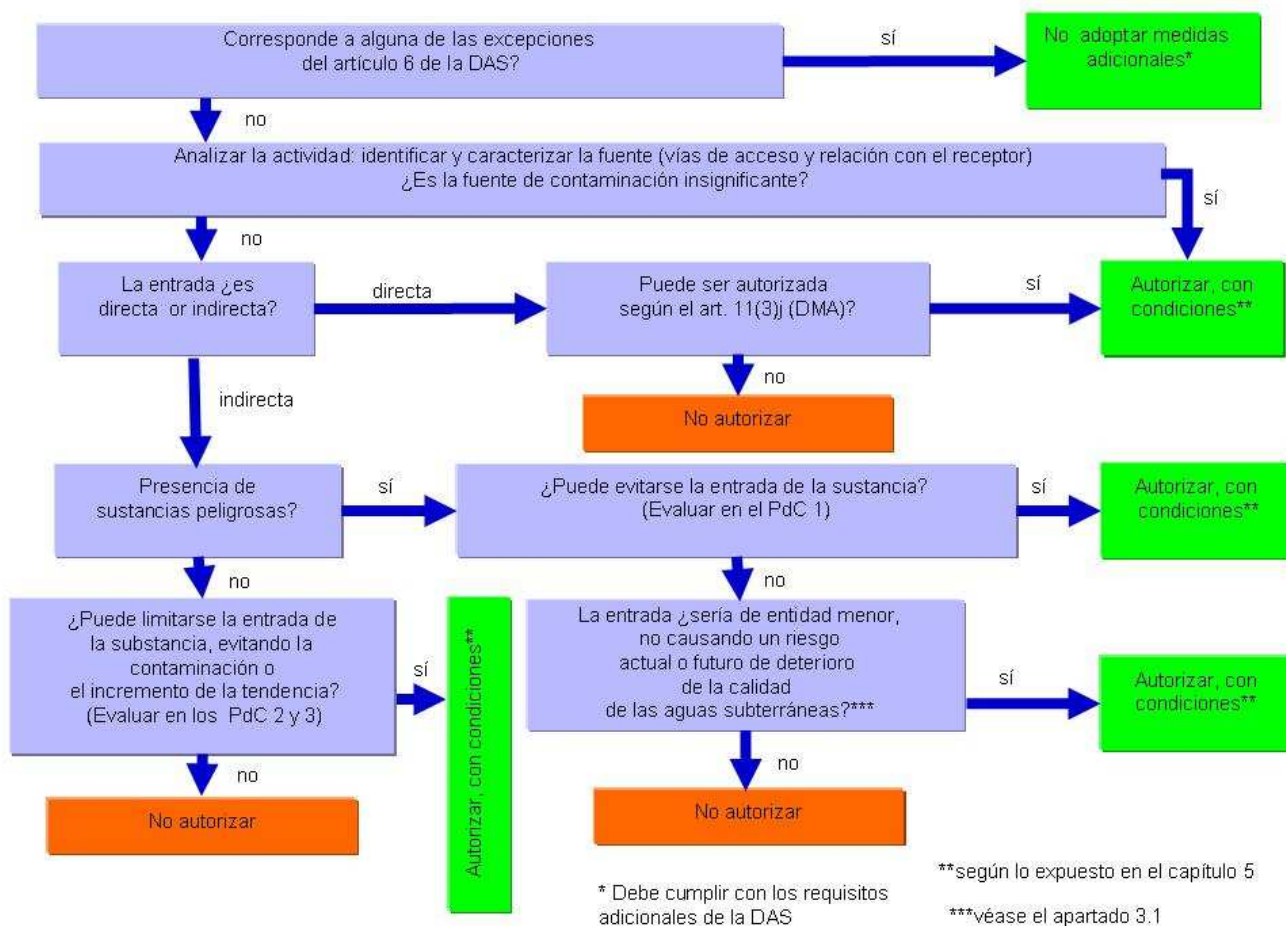 Corresponde a alguna de las excepciones
del artículo 6 de la DAS?
sí
No adoptar medidas
adicionales*
no
Analizar la actividad: identificar y caracterizar la fuente (vías de acceso y relación con el receptor)
¿Es la fuente de contaminación insignificante?
sí
no
La entrada ¿es
directa or indirecta?
directa
Puede ser autorizada
según el art. 11(3)j (DMA)?
sí
Autorizar, con
condiciones**
no
No autorizar
indirecta
Presencia de
sustancias peligrosas?
sí
¿Puede evitarse la entrada de la sustancia?
(Evaluar en el PdC 1)
sí
Autorizar, con
condiciones**
no
no
¿Puede limitarse la entrada de
la substancia, evitando la
contaminación o
el incremento de la tendencia?
(Evaluar en los PdC 2 y 3)
sí
Autorizar, con condiciones**
La entrada ¿sería de entidad menor,
no causando un riesgo
actual o futuro de deterioro
de la calidad
de las aguas subterráneas?***
sí
Autorizar, con
condiciones**
no
No autorizar
no
No autorizar
* Debe cumplir con los requisitos
adicionales de la DAS
**según lo expuesto en el capítulo 5
***véase el apartado 3.1